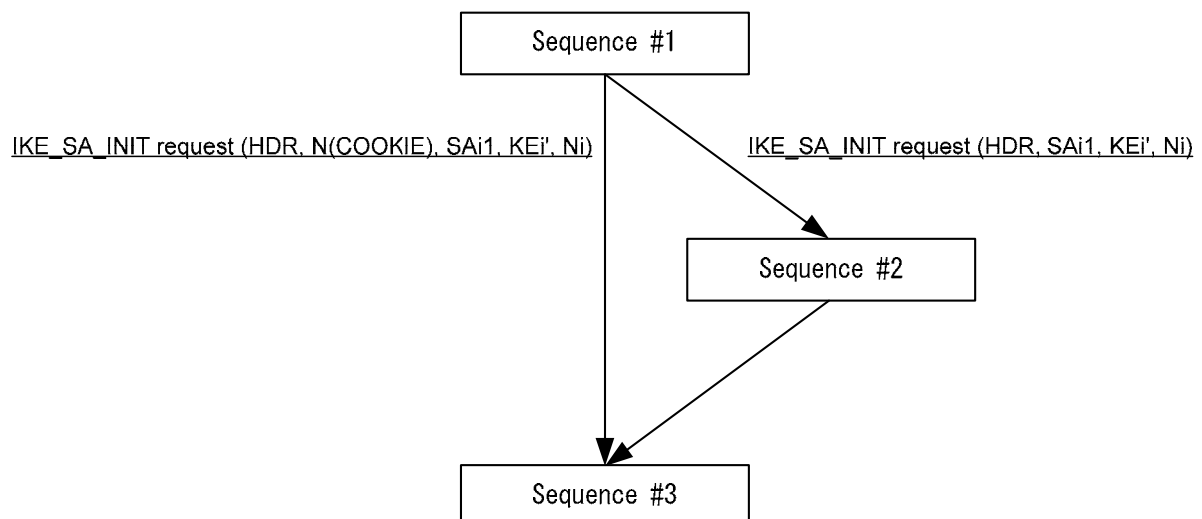 Sequence #1
IKE_SA_INIT request (HDR, N(COOKIE), SAi1, KEi', Ni)
IKE_SA_INIT request (HDR, SAi1, KEi', Ni)
Sequence #2
Sequence #3